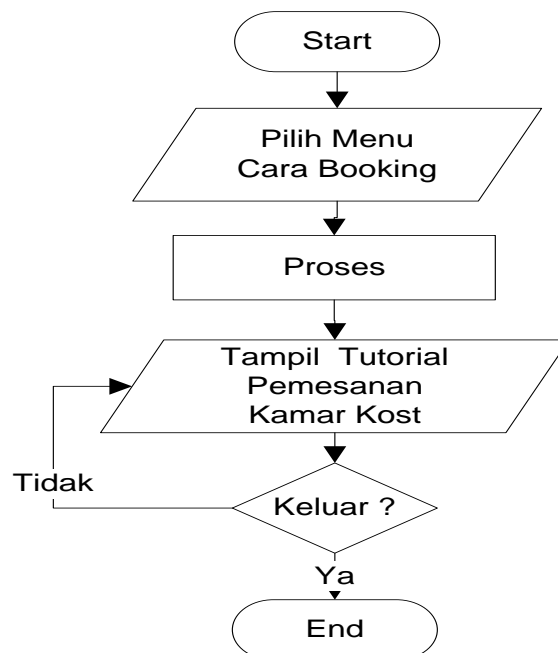 Start
Pilih Menu
Cara Booking
Proses
Tampil Tutorial
Pemesanan
Kamar Kost
Tidak
Keluar ?
Ya
End